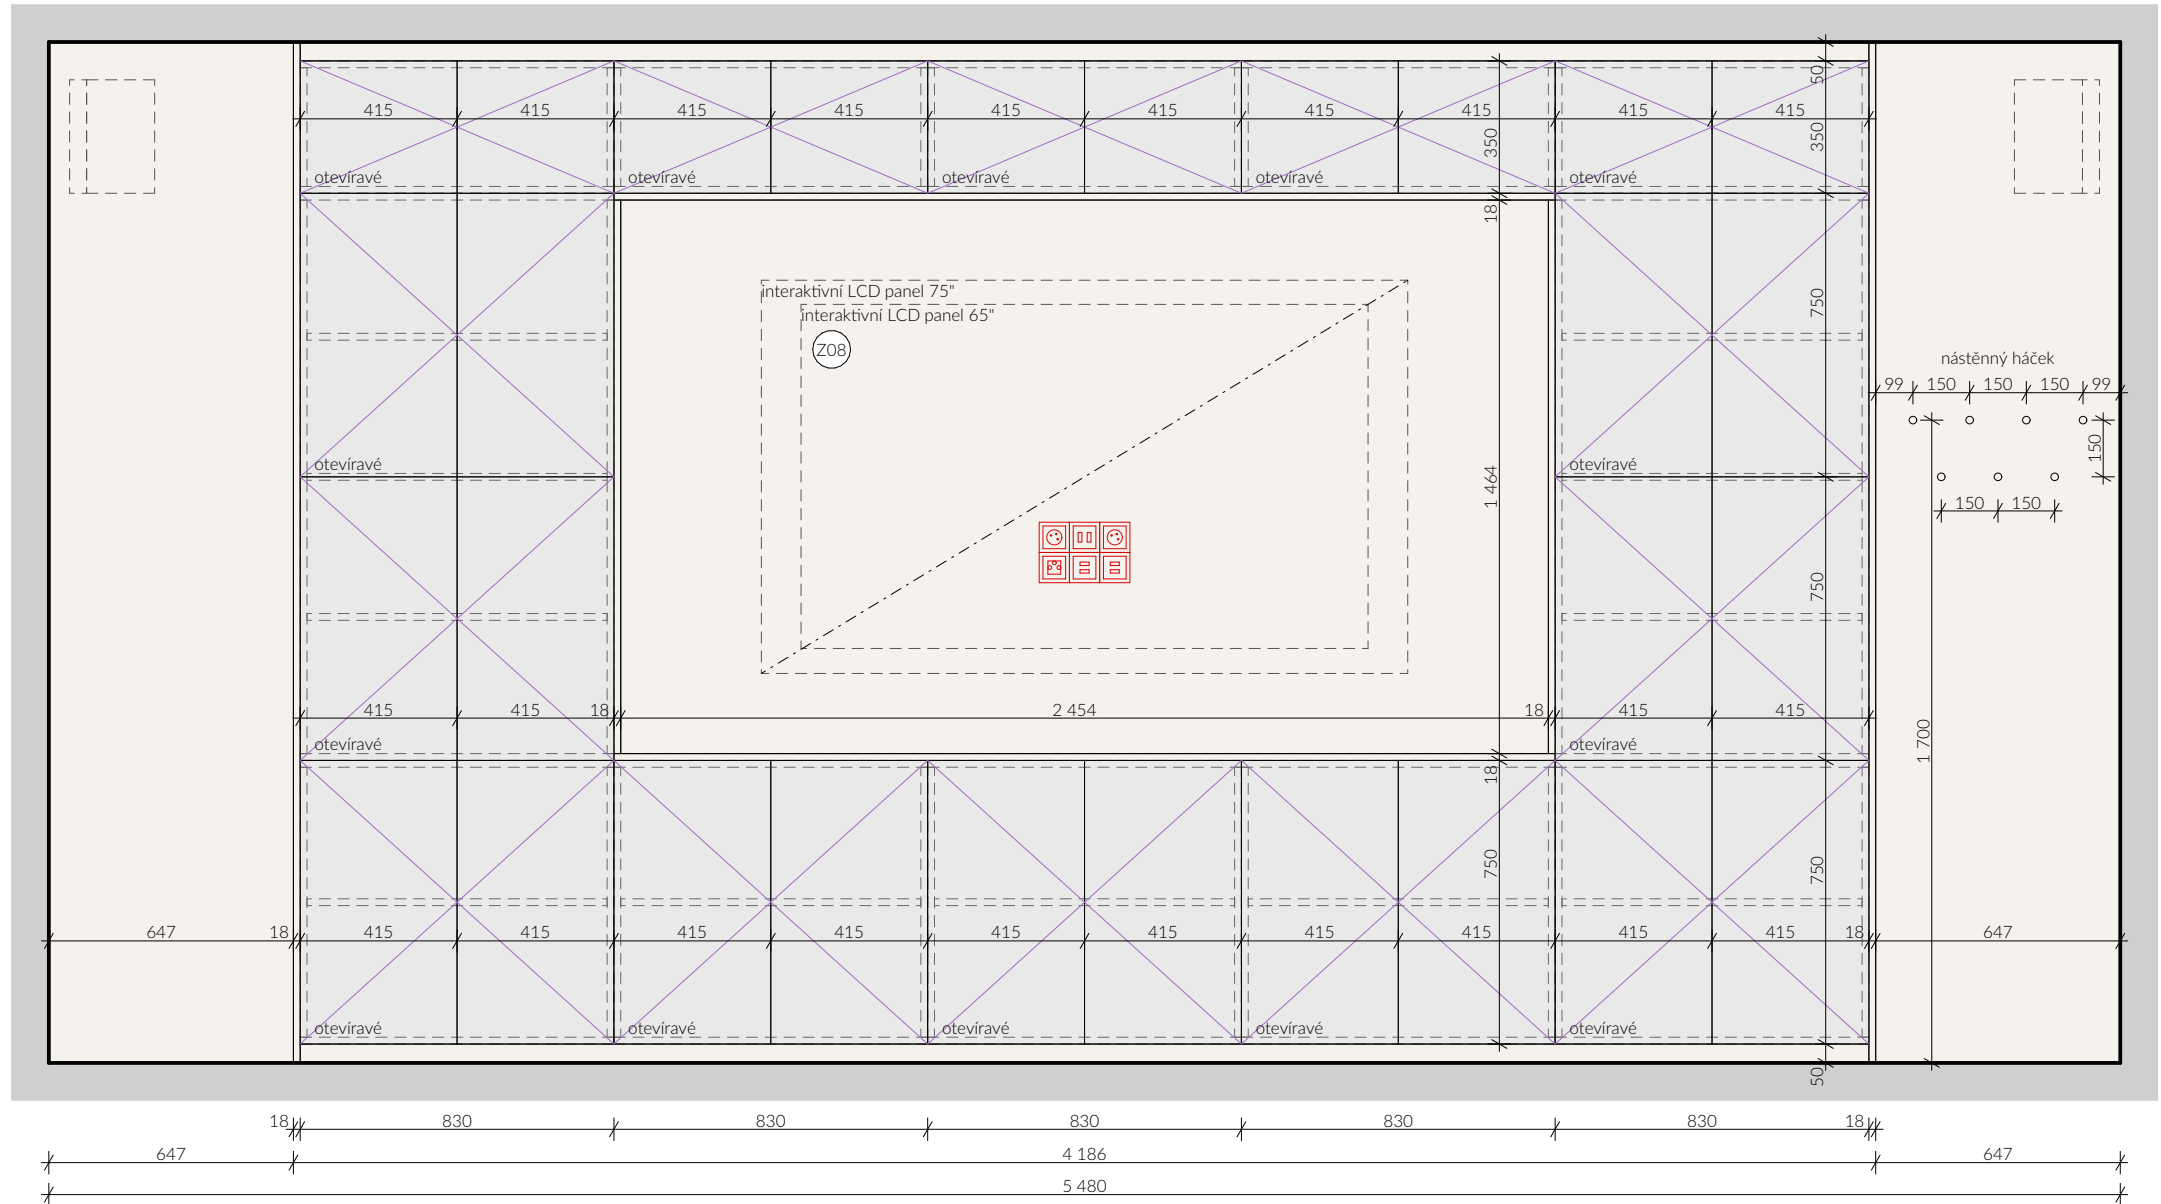 50
415 415 415 415 415 415 415 415 415 415
350 350
otevíravé otevíravé otevíravé otevíravé otevíravé
18
interaktivní LCD panel 75"
interaktivní LCD panel 65"
Z08
750
nástěnný háček
99 150 150 150 99
150
otevíravé otevíravé
1 464
150 150
750
415 415 18 2 454 18 415 415
otevíravé otevíravé
1 700
18
750 750
647 18 415 415 415 415 415 415 415 415 415 415 18 647
otevíravé otevíravé otevíravé otevíravé otevíravé
50
18 830 830 830 830 830 18
647 4 186 647
5 480